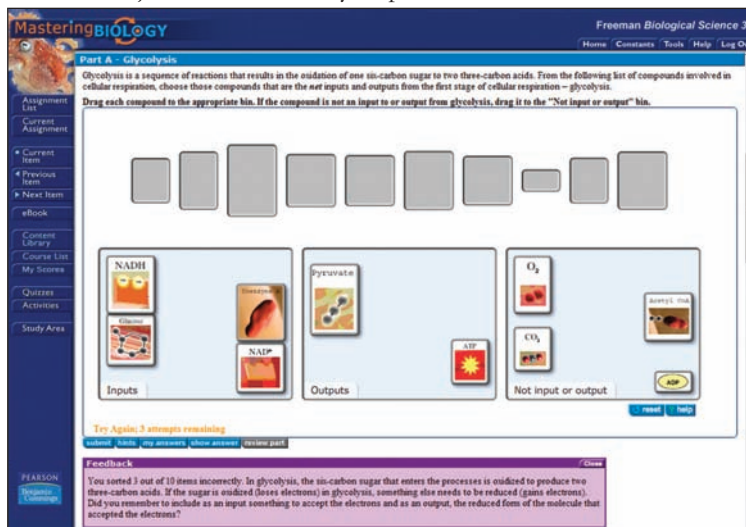 MasteringBIOLOGY
Freeman Biological Science 3
Home Constants Tools Help Log O
Part A - Glycolysis
Glycolysis is a sequence of reactions that results in the oxidation of one six-carbon sugar to two three-carbon acids. From the following list of compounds involved in
cellular respiration, choose those compounds that are the net inputs and outputs from the first stage of cellular respiration – glycolysis.
Drag each compound to the appropriate bin. If the compound is not an input to or output from glycolysis, drag it to the "Not input or output" bin.
Assignment
List
Current
Assignment
Current
Item
Previous
Item
Next Item
eBook
Content
Library
Course List
My Scores
Quizzes
Activities
Study Area
NADH
Coenzyme A
Glucose
NAD+
Inputs
Pyruvate
ATP
Outputs
O2
Acetyl CoA
CO2
ADP
Not input or output
reset help
Try Again; 3 attempts remaining
submit hints my answers show answer review part
Feedback
Close
You sorted 3 out of 10 items incorrectly. In glycolysis, the six-carbon sugar that enters the processes is oxidized to produce two
three-carbon acids. If the sugar is oxidized (loses electrons) in glycolysis, something else needs to be reduced (gains electrons).
Did you remember to include as an input something to accept the electrons and as an output, the reduced form of the molecule that
accepted the electrons?
PEARSON
Benjamin
Cummings